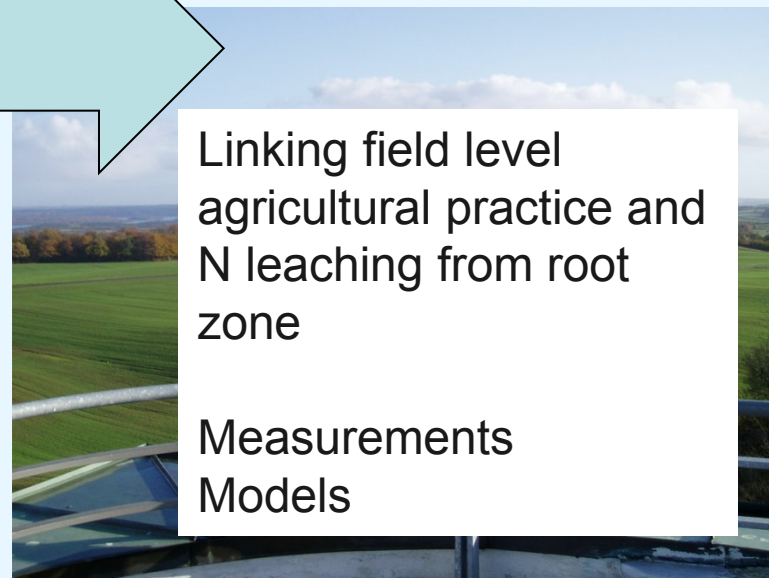 Linking field level
agricultural practice and
N leaching from root
zone
Measurements
Models